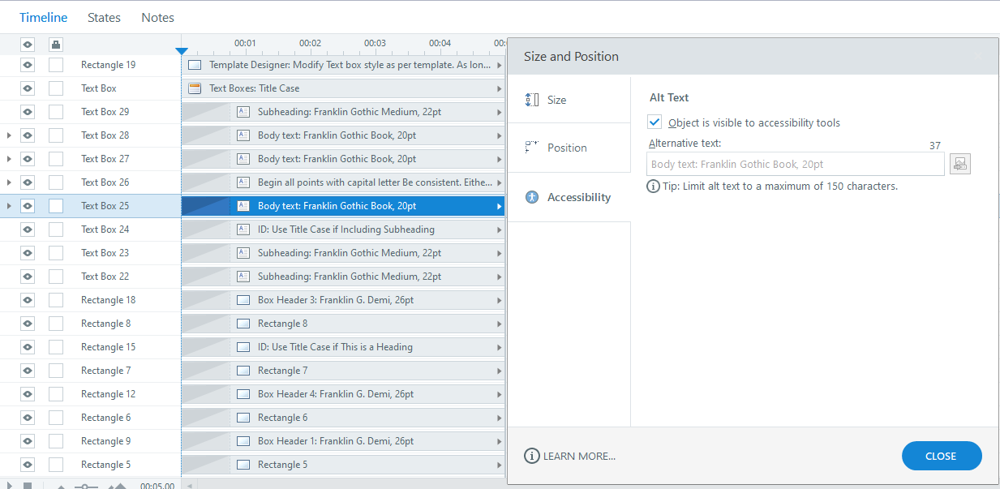 Timeline States Notes
00:01 00:02 00:03 00:04 00:
Rectangle 19 Template Designer: Modify Text box style as per template. As lon...
Text Box Text Boxes: Title Case
Text Box 29 Subheading: Franklin Gothic Medium, 22pt
Text Box 28 Body text: Franklin Gothic Book, 20pt
Text Box 27 Body text: Franklin Gothic Book, 20pt
Text Box 26 Begin all points with capital letter Be consistent. Eithe...
Text Box 25 Body text: Franklin Gothic Book, 20pt
Text Box 24 ID: Use Title Case if Including Subheading
Text Box 23 Subheading: Franklin Gothic Medium, 22pt
Text Box 22 Subheading: Franklin Gothic Medium, 22pt
Rectangle 18 Box Header 3: Franklin G. Demi, 26pt
Rectangle 8 Rectangle 8
Rectangle 15 ID: Use Title Case if This is a Heading
Rectangle 7 Rectangle 7
Rectangle 12 Box Header 4: Franklin G. Demi, 26pt
Rectangle 6 Rectangle 6
Rectangle 9 Box Header 1: Franklin G. Demi, 26pt
Rectangle 5 Rectangle 5
00:05.00
Size and Position
Size
Position
Accessibility
Alt Text
Object is visible to accessibility tools
Alternative text: 37
Body text: Franklin Gothic Book, 20pt
Tip: Limit alt text to a maximum of 150 characters.
LEARN MORE...
CLOSE